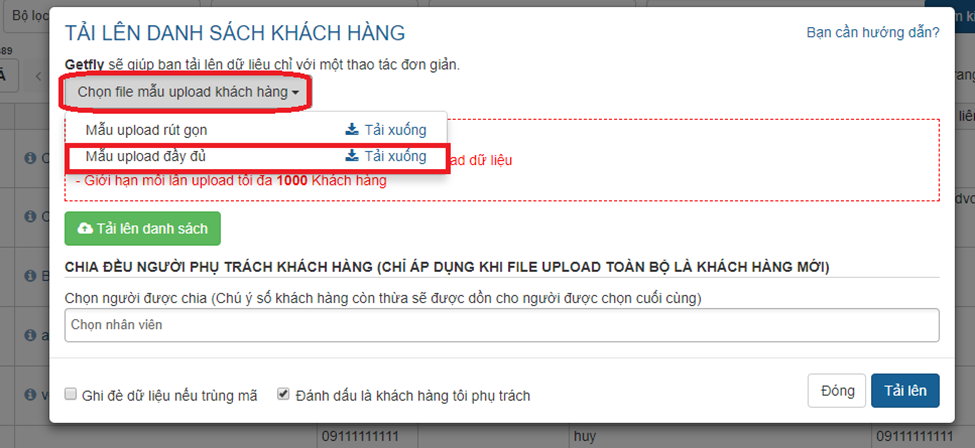 Bộ lọc
TẢI LÊN DANH SÁCH KHÁCH HÀNG
Bạn cần hướng dẫn?
89
Getfly sẽ giúp bạn tải lên dữ liệu chỉ với một thao tác đơn giản.
Chọn file mẫu upload khách hàng
Mẫu upload rút gọn Tải xuống
Mẫu upload đầy đủ Tải xuống
ad dữ liệu
- Giới hạn mỗi lần upload tối đa 1000 Khách hàng
Tải lên danh sách
CHIA ĐỀU NGƯỜI PHỤ TRÁCH KHÁCH HÀNG (CHỈ ÁP DỤNG KHI FILE UPLOAD TOÀN BỘ LÀ KHÁCH HÀNG MỚI)
Chọn người được chia (Chú ý số khách hàng còn thừa sẽ được dồn cho người được chọn cuối cùng)
Chọn nhân viên
Ghi đè dữ liệu nếu trùng mã Đánh dấu là khách hàng tôi phụ trách
Đóng Tải lên
09111111111 huy 09111111111